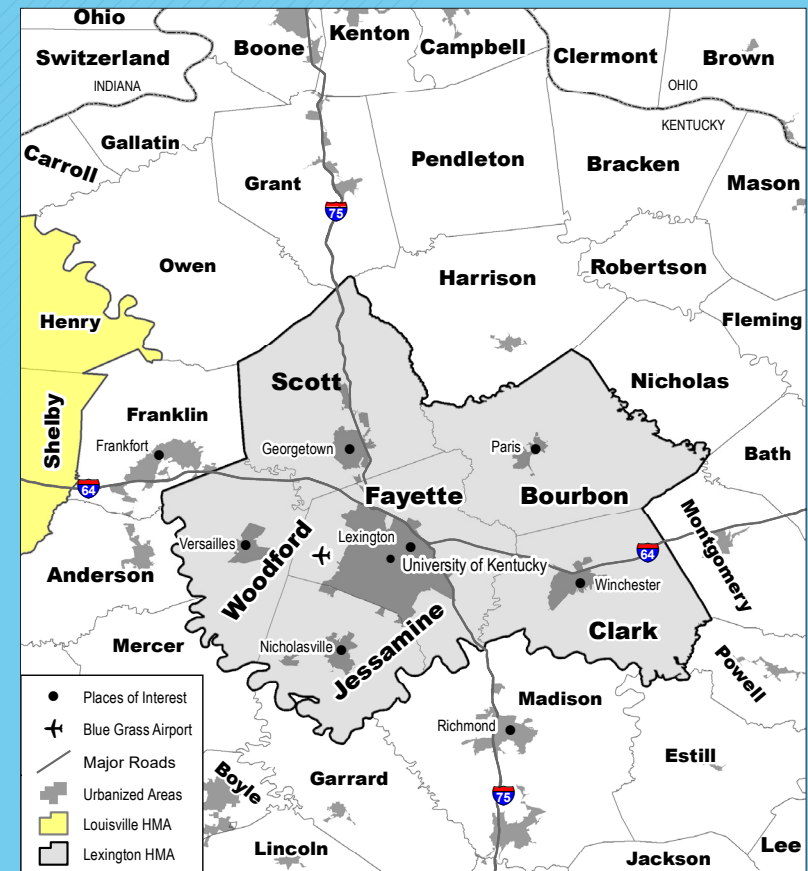 Ohio
Switzerland
INDIANA
Boone
Kenton
Campbell
Clermont
Brown
OHIO
KENTUCKY
Gallatin
Carroll
Grant
Pendleton
Bracken
Mason
75
Owen
Harrison
Robertson
Fleming
Henry
Shelby
Scott
Nicholas
Franklin
Frankfort
Georgetown
Paris
Bath
64
Fayette
Bourbon
Montgomery
Versailles
Woodford
Lexington
University of Kentucky
64
Anderson
Winchester
Clark
Mercer
Nicholasville
Jessamine
Powell
Madison
Richmond
Estill
Boyle
Garrard
75
Lincoln
Jackson
Lee
Places of Interest
Blue Grass Airport
Major Roads
Urbanized Areas
Louisville HMA
Lexington HMA